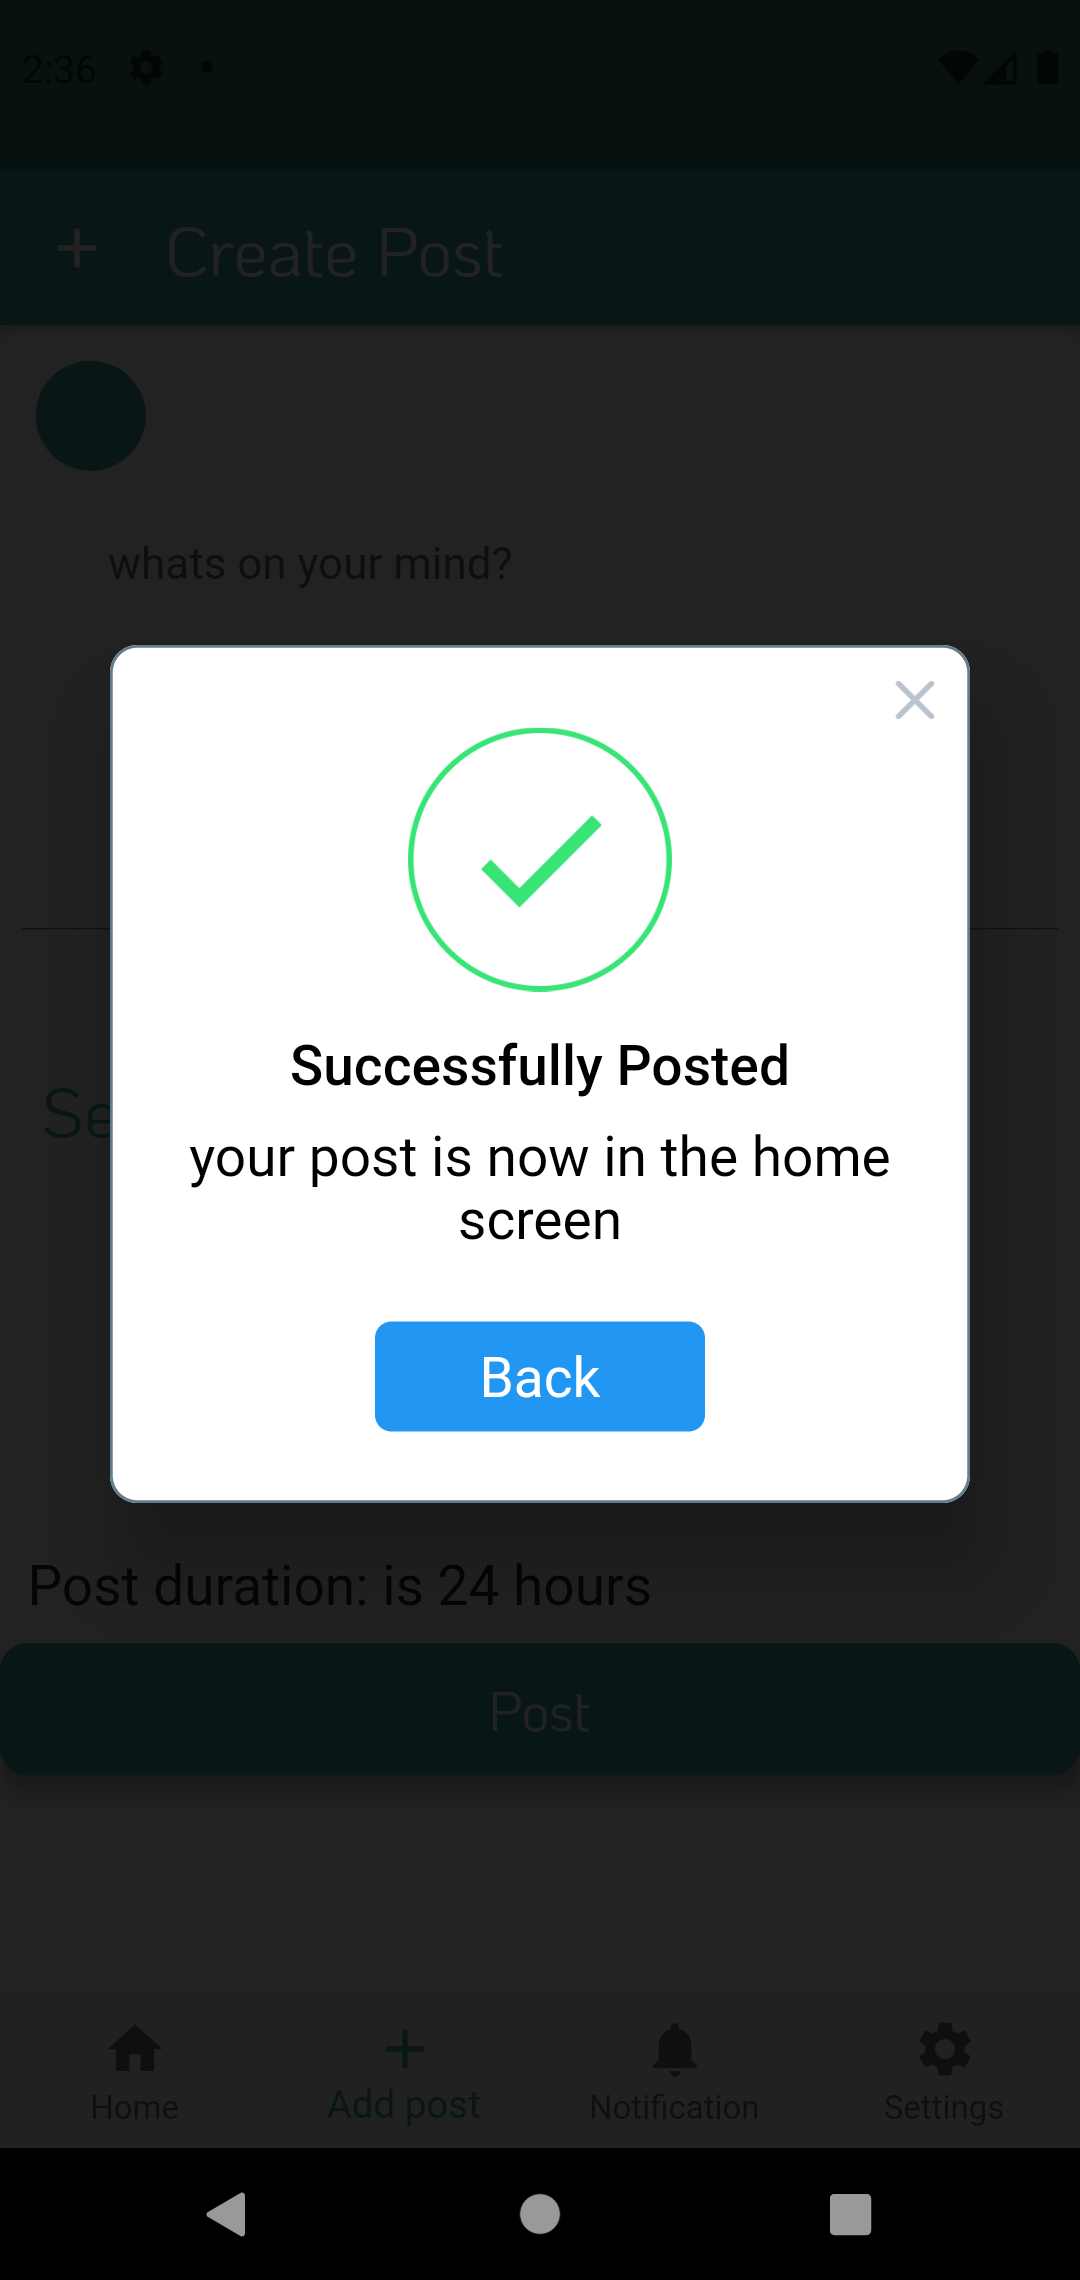 2:36
Create Post
whats on your mind?
Successfully Posted
Se
your post is now in the home
screen
Back
Post duration: is 24 hours
Post
Home
Add post
Notification
Settings